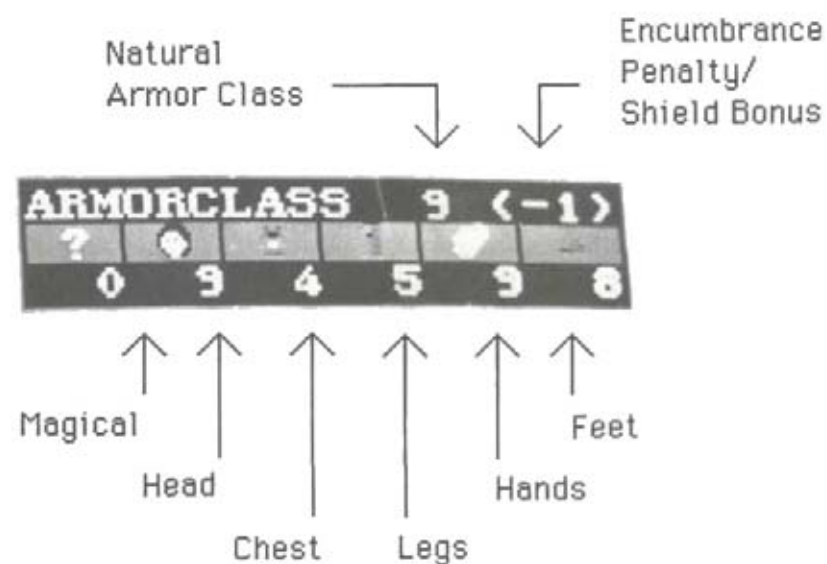 Natural
Armor Class
Encumbrance
Penalty/
Shield Bonus
ARMORCLASS 9 (-1)
?
0 9 4 5 9 8
Magical
Head
Chest
Legs
Hands
Feet